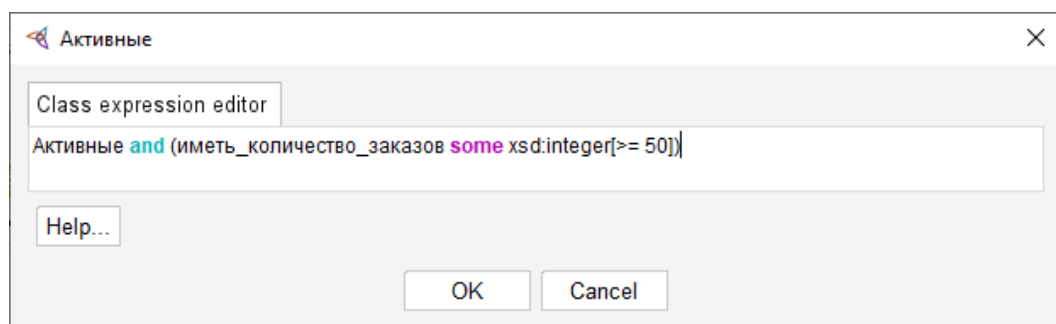 Активные
Class expression editor
Активные and (иметь_количество_заказов some xsd:integer[>= 50])
Help...
OK Cancel